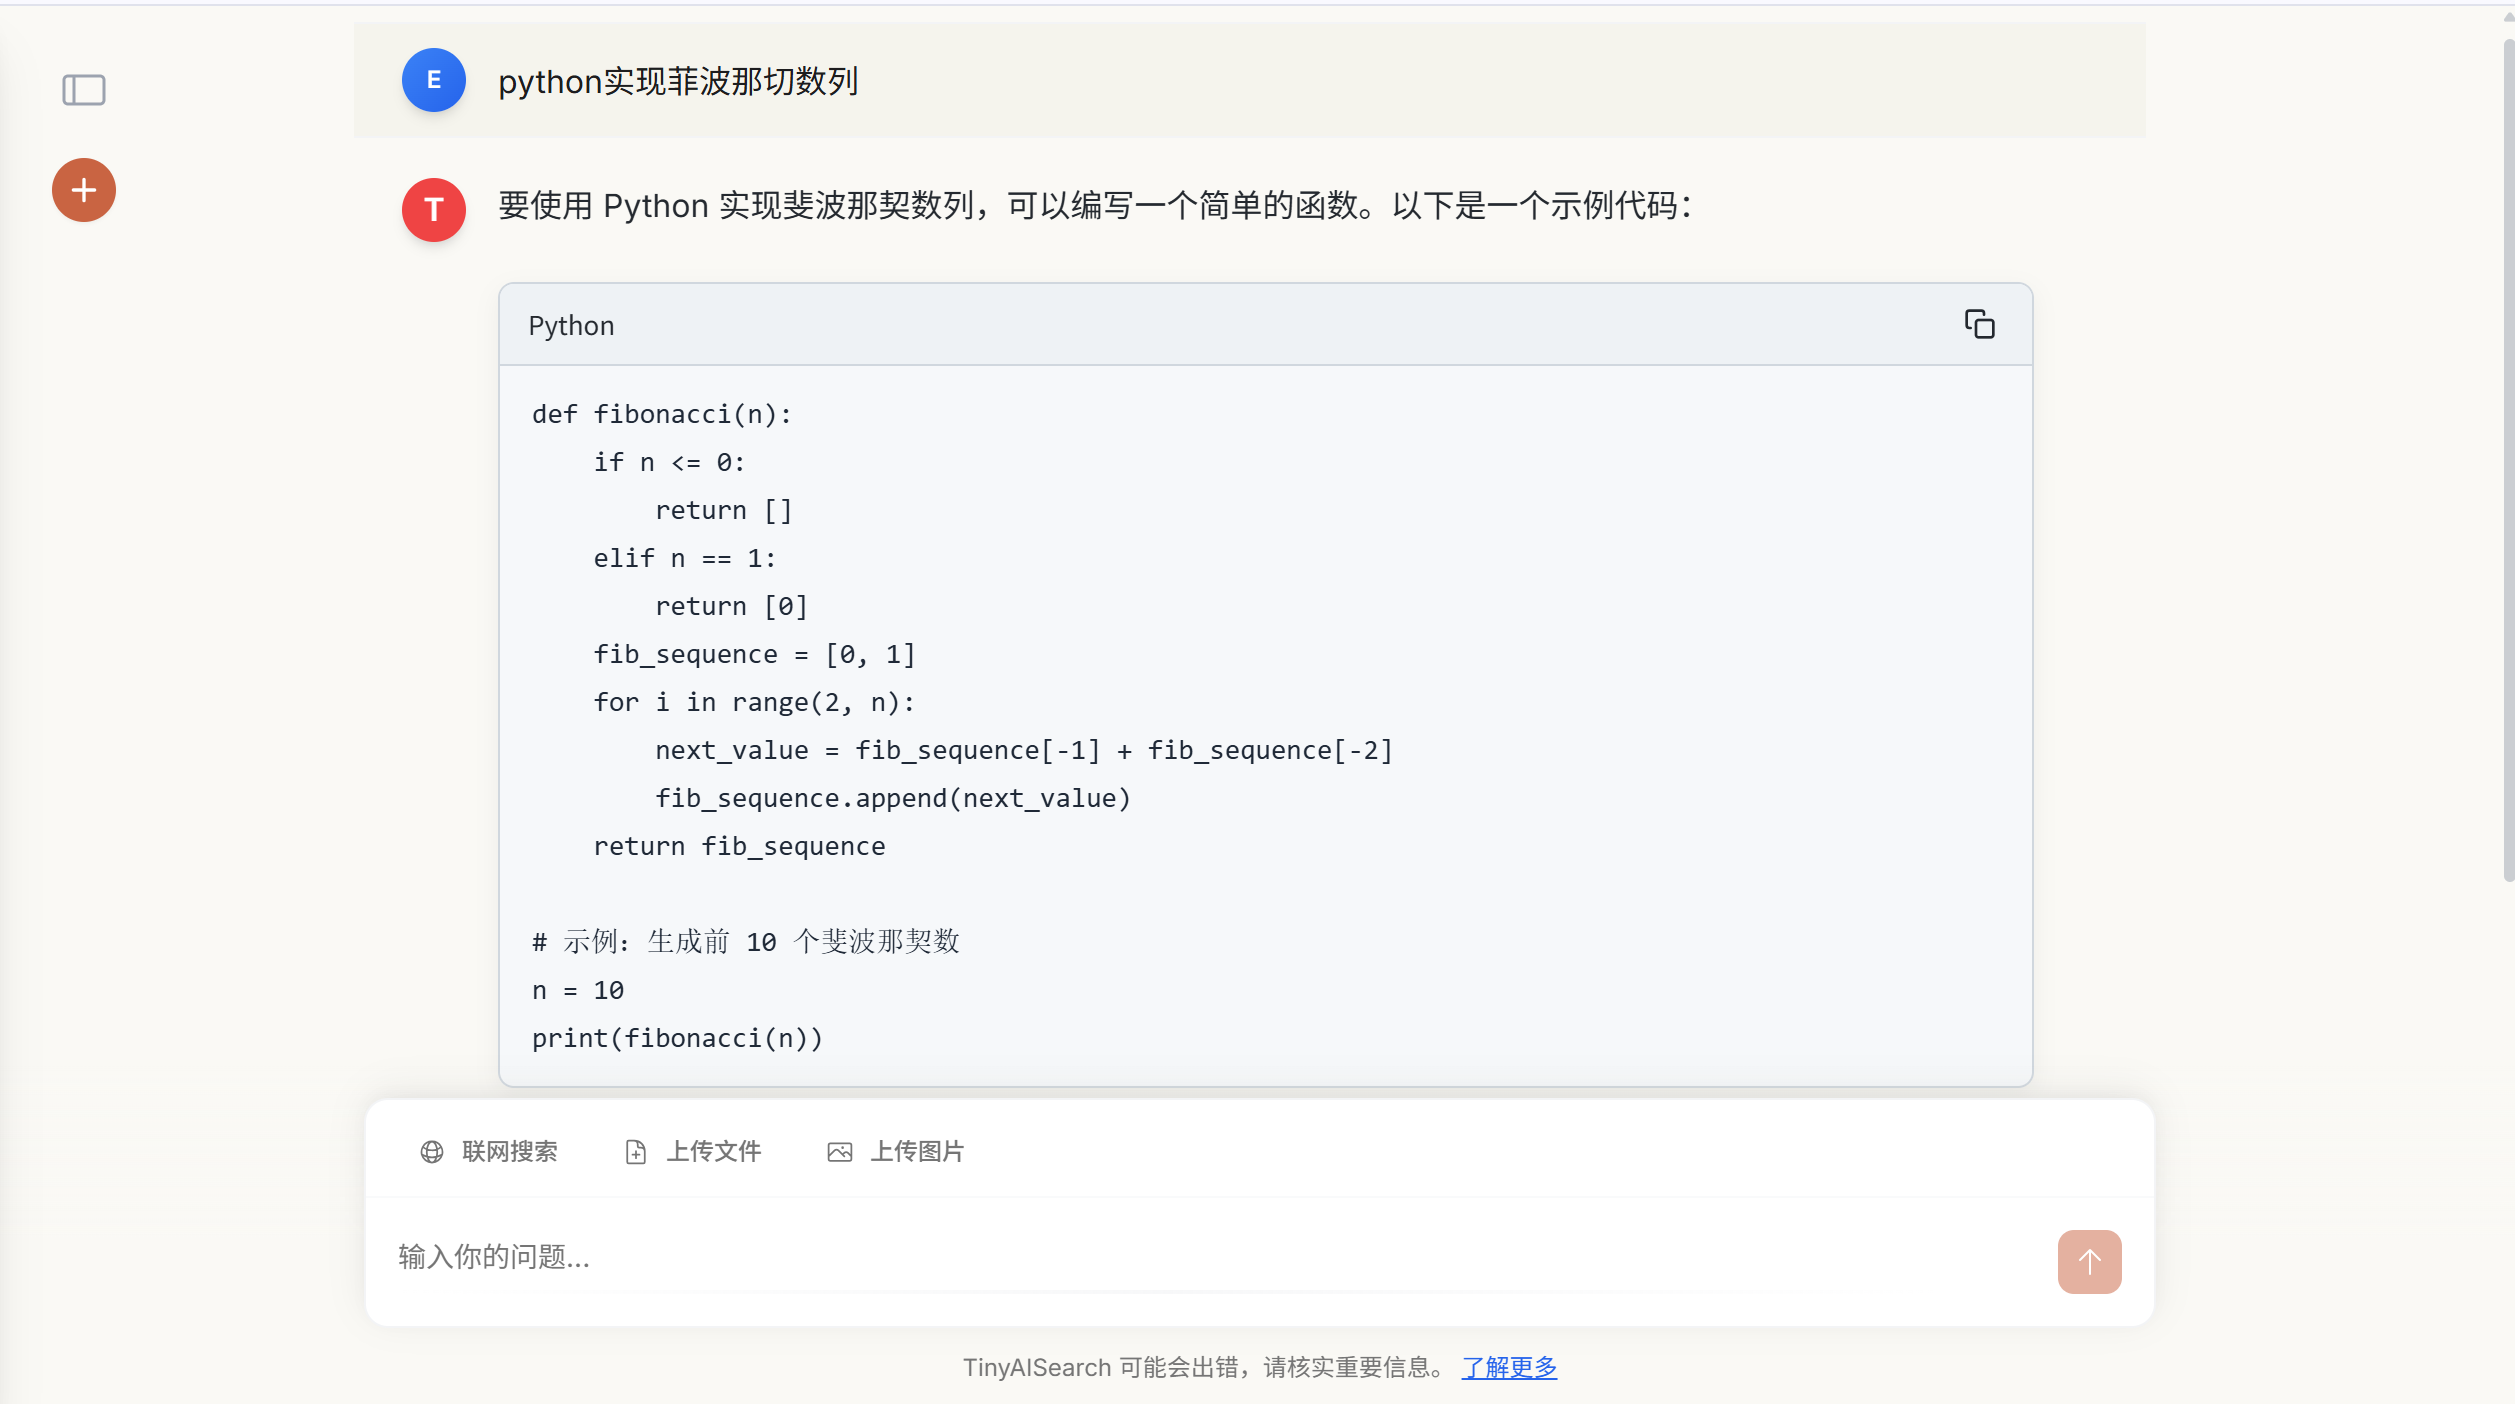 E
python实现菲波那切数列
T
要使用 Python 实现斐波那契数列，可以编写一个简单的函数。以下是一个示例代码：
Python
def fibonacci(n):
    if n <= 0:
        return []
    elif n == 1:
        return [0]
    fib_sequence = [0, 1]
    for i in range(2, n):
        next_value = fib_sequence[-1] + fib_sequence[-2]
        fib_sequence.append(next_value)
    return fib_sequence

# 示例：生成前 10 个斐波那契数
n = 10
print(fibonacci(n))
联网搜索 上传文件 上传图片
输入你的问题...
TinyAISearch 可能会出错，请核实重要信息。 了解更多